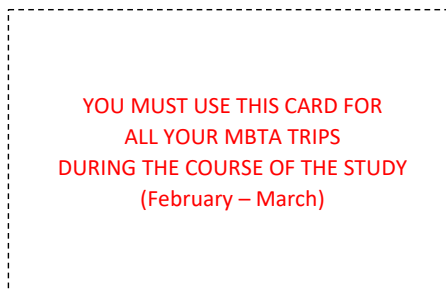 YOU MUST USE THIS CARD FOR
ALL YOUR MBTA TRIPS
DURING THE COURSE OF THE STUDY
(February – March)